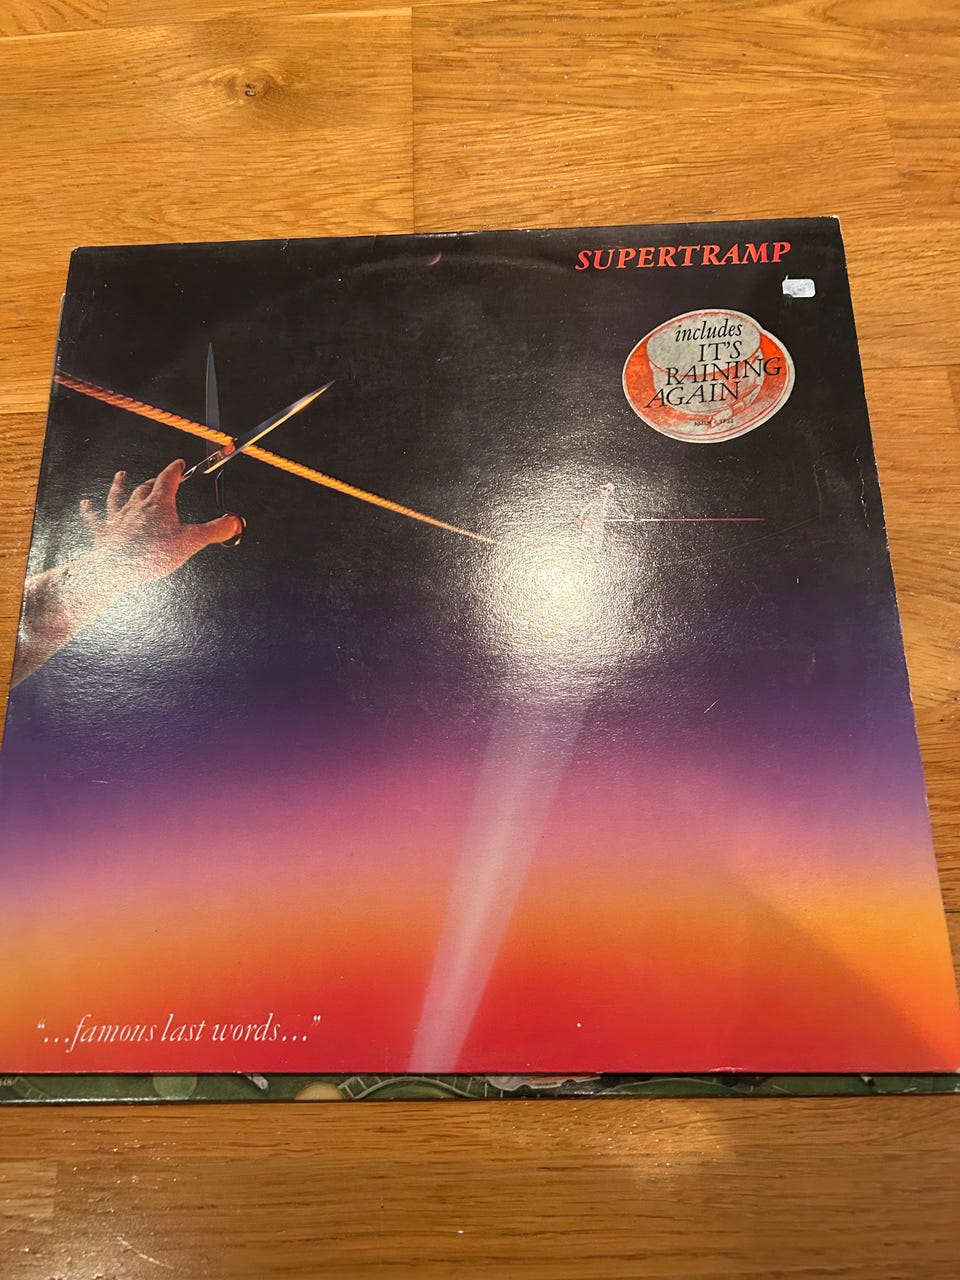 SUPERTRAMP
includes
IT'S
RAINING
AGAIN
"...famous last words..."